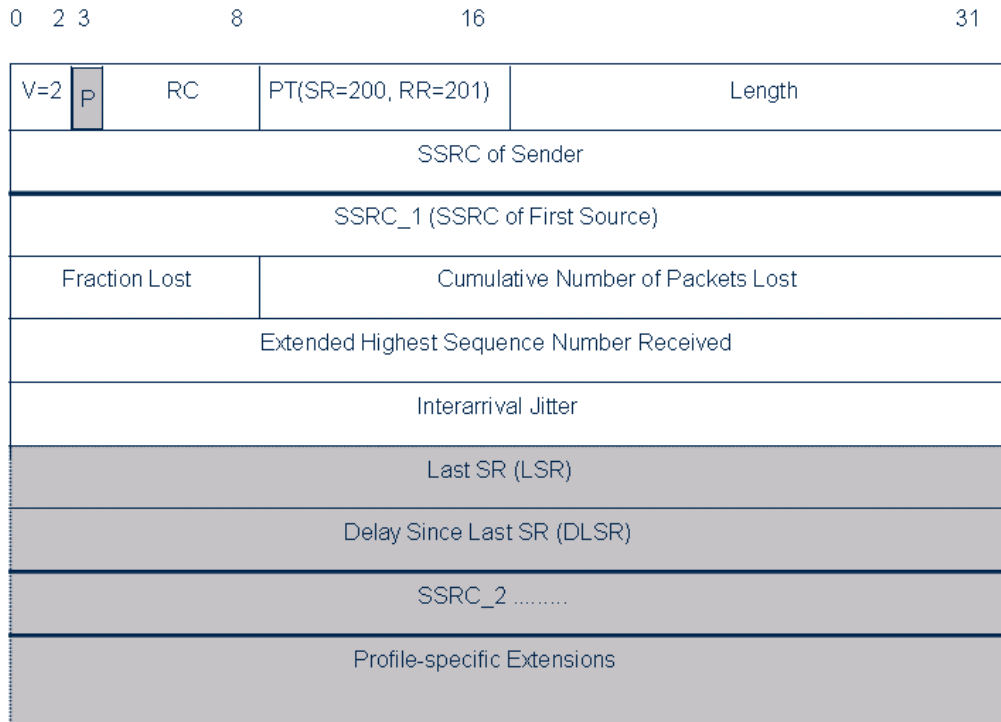 0 2 3 8 16 31
V=2 P RC PT(SR=200, RR=201) Length
SSRC of Sender
SSRC_1 (SSRC of First Source)
Fraction Lost Cumulative Number of Packets Lost
Extended Highest Sequence Number Received
Interarrival Jitter
Last SR (LSR)
Delay Since Last SR (DLSR)
SSRC_2 .........
Profile-specific Extensions